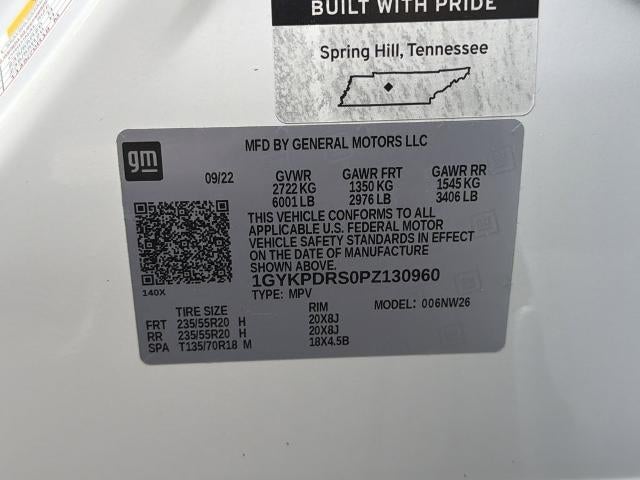 BUILT WITH PRIDE
Spring Hill, Tennessee
gm
MFD BY GENERAL MOTORS LLC
09/22 GVWR GAWR FRT GAWR RR
2722 KG 1350 KG 1545 KG
6001 LB 2976 LB 3406 LB
THIS VEHICLE CONFORMS TO ALL
APPLICABLE U.S. FEDERAL MOTOR
VEHICLE SAFETY STANDARDS IN EFFECT
ON THE DATE OF MANUFACTURE
SHOWN ABOVE.
1GYKPDRS0PZ130960
140X
TYPE: MPV MODEL: 006NW26
TIRE SIZE RIM
FRT 235/55R20 H 20X8J
RR 235/55R20 H 20X8J
SPA T135/70R18 M 18X4.5B